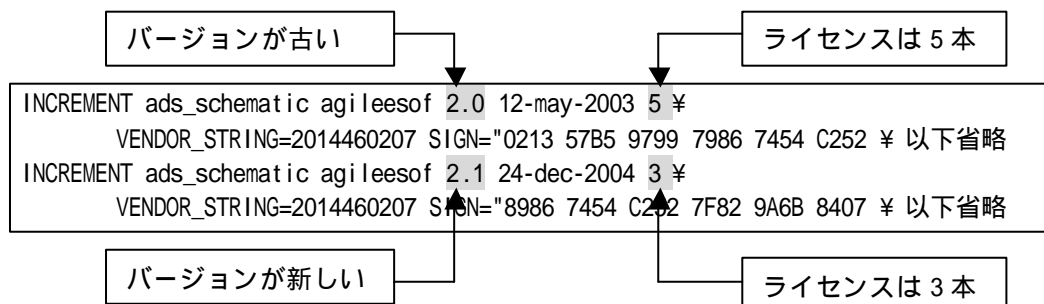 バージョンが古い
ライセンスは 5 本
INCREMENT ads_schematic agileesof 2.0 12-may-2003 5 ¥
VENDOR_STRING=2014460207 SIGN="0213 57B5 9799 7986 7454 C252 ¥ 以下省略
INCREMENT ads_schematic agileesof 2.1 24-dec-2004 3 ¥
VENDOR_STRING=2014460207 SIGN="8986 7454 C252 7F82 9A6B 8407 ¥ 以下省略
バージョンが新しい
ライセンスは 3 本